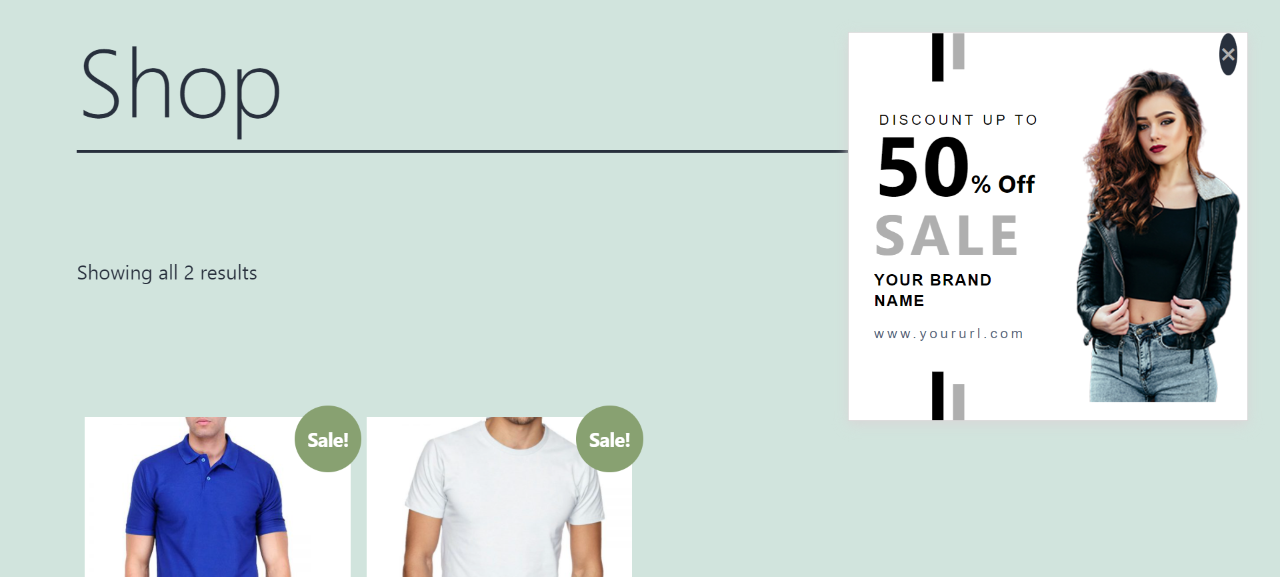 Shop
Showing all 2 results
Sale!
Sale!
DISCOUNT UP TO
50% Off
SALE
YOUR BRAND
NAME
www.yoururl.com